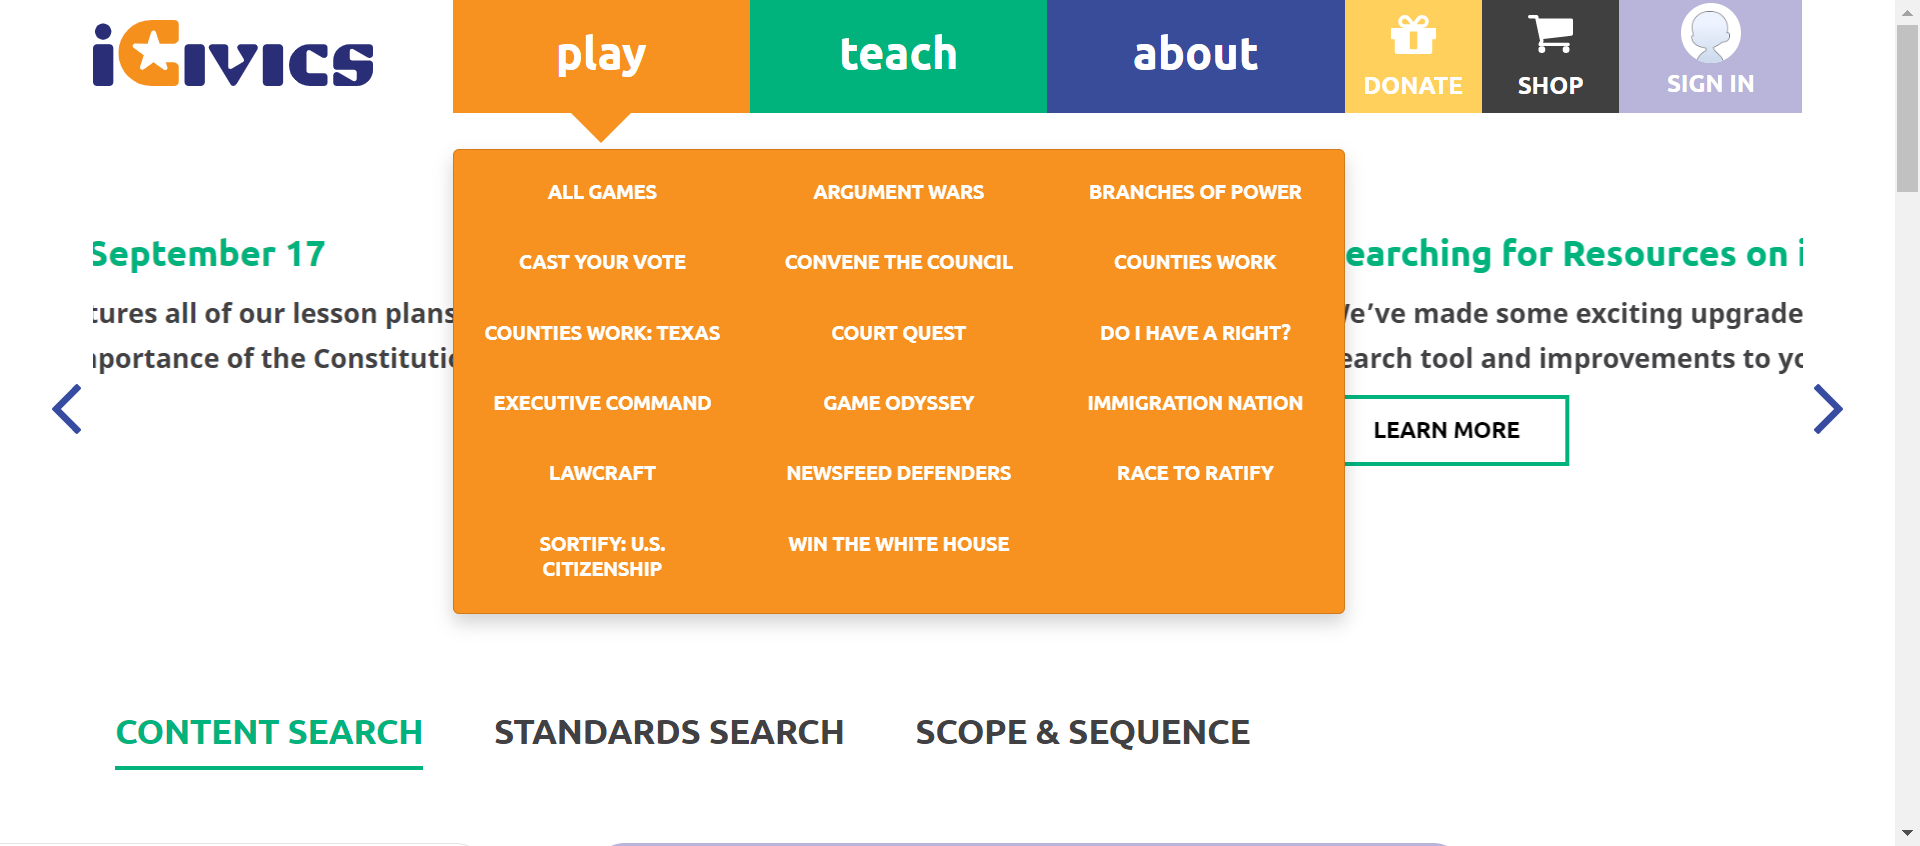 iCivics
play
teach
about
DONATE
SHOP
SIGN IN
ALL GAMES
ARGUMENT WARS
BRANCHES OF POWER
CAST YOUR VOTE
CONVENE THE COUNCIL
COUNTIES WORK
COUNTIES WORK: TEXAS
COURT QUEST
DO I HAVE A RIGHT?
EXECUTIVE COMMAND
GAME ODYSSEY
IMMIGRATION NATION
LAWCRAFT
NEWSFEED DEFENDERS
RACE TO RATIFY
SORTIFY: U.S.
CITIZENSHIP
WIN THE WHITE HOUSE
September 17
tures all of our lesson plans
portance of the Constituti
earching for Resources on i
e've made some exciting upgrade
earch tool and improvements to yo
LEARN MORE
CONTENT SEARCH
STANDARDS SEARCH
SCOPE & SEQUENCE